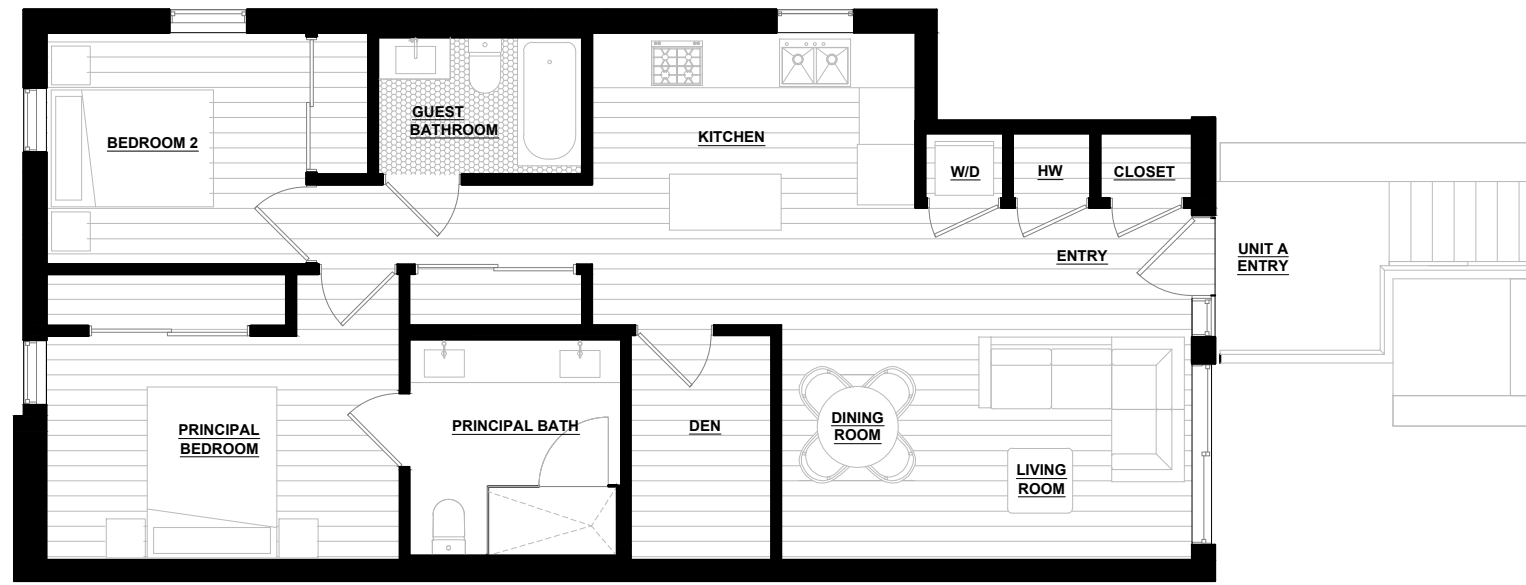 BEDROOM 2
GUEST
BATHROOM
KITCHEN
W/D
HW
CLOSET
ENTRY
UNIT A
ENTRY
PRINCIPAL
BEDROOM
PRINCIPAL BATH
DEN
DINING
ROOM
LIVING
ROOM